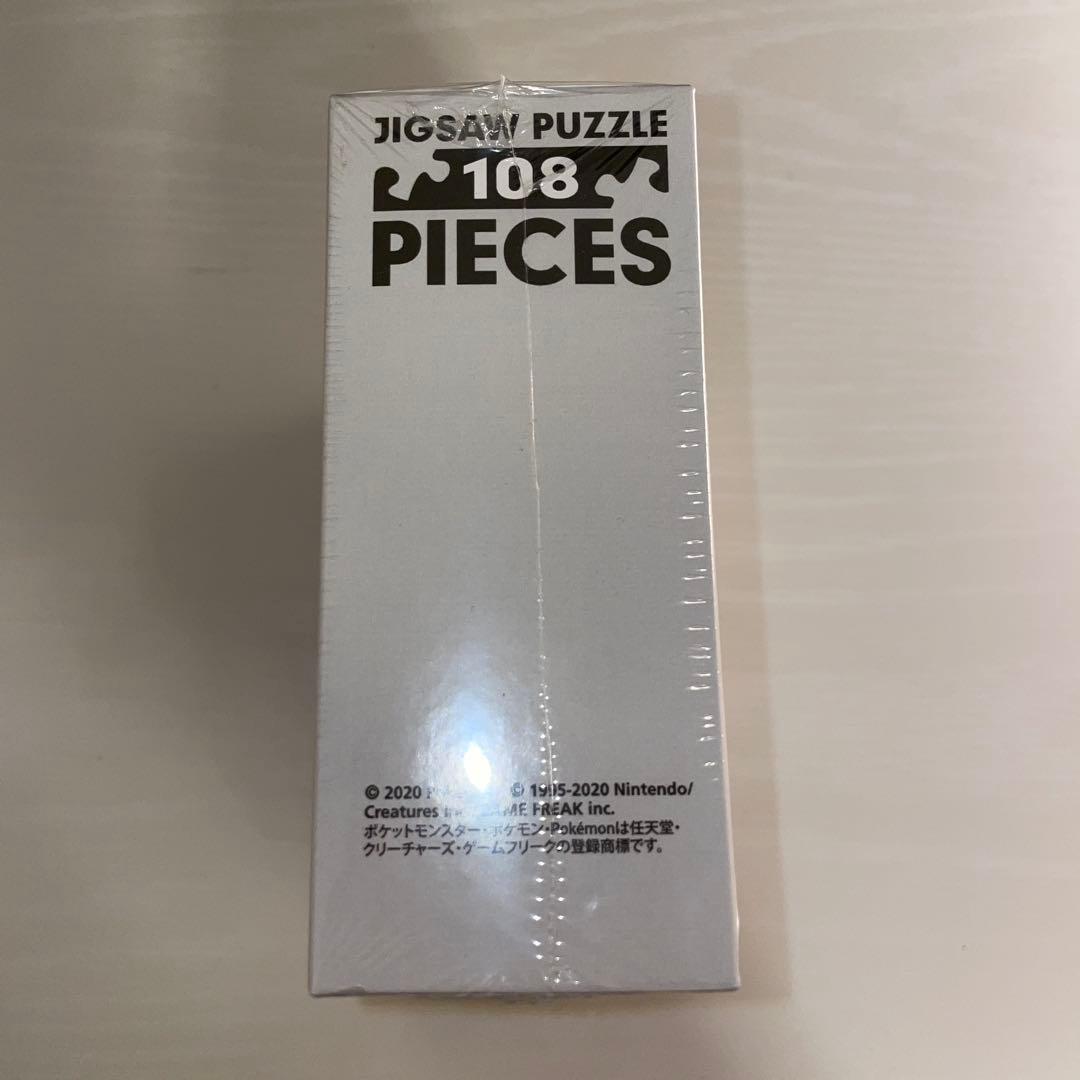 JIGSAW PUZZLE
108
PIECES
© 2020 © 1995-2020 Nintendo/
Creatures FREAK inc.
ポケットモンスター・ポケモン・Pokémonは任天堂・
クリーチャーズ・ゲームフリークの登録商標です。